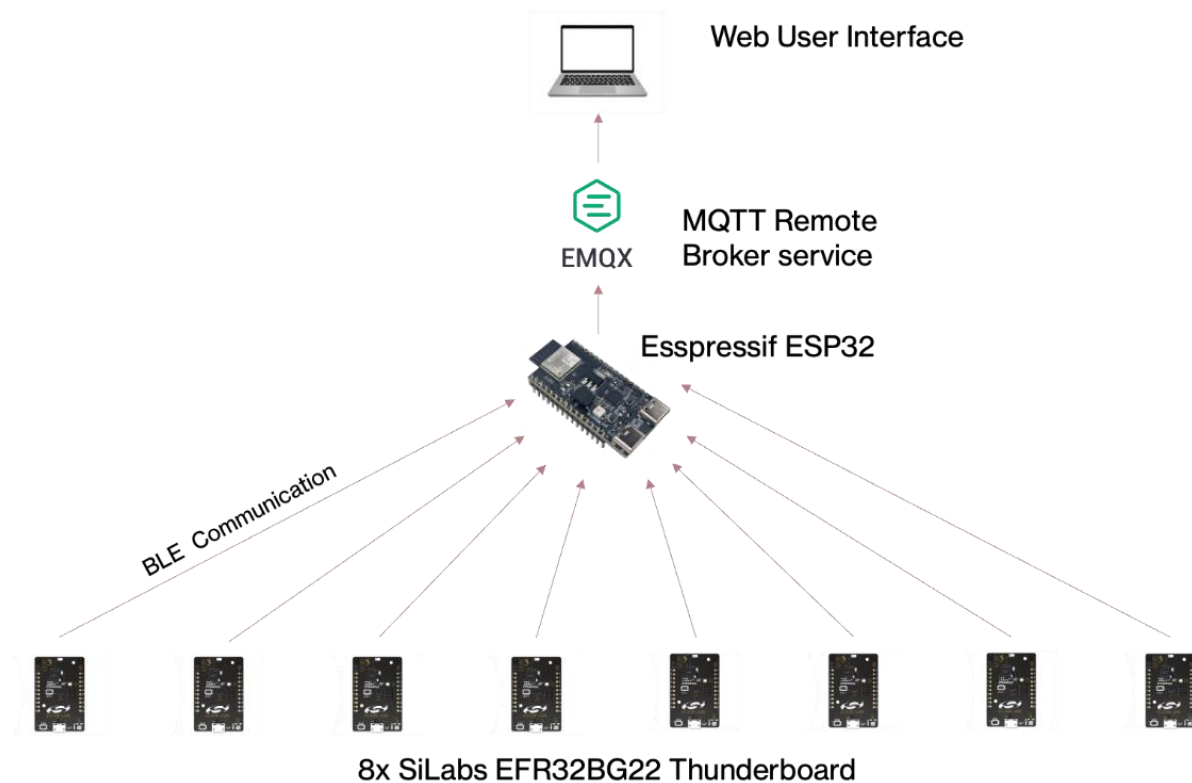 Web User Interface
EMQX
MQTT Remote
Broker service
Esspressif ESP32
BLE Communication
8x SiLabs EFR32BG22 Thunderboard